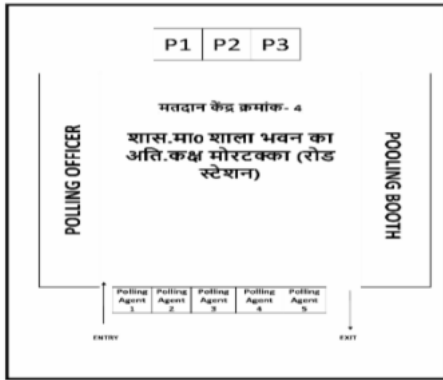 P1 P2 P3
मतदान केंद्र क्रमांक- 4
शास.मा0 शाला भवन का
अति.कक्ष मोरटक्का (रोड
स्टेशन)
POLLING OFFICER
POOLING BOOTH
Polling Agent 1
Polling Agent 2
Polling Agent 3
Polling Agent 4
Polling Agent 5
ENTRY
EXIT